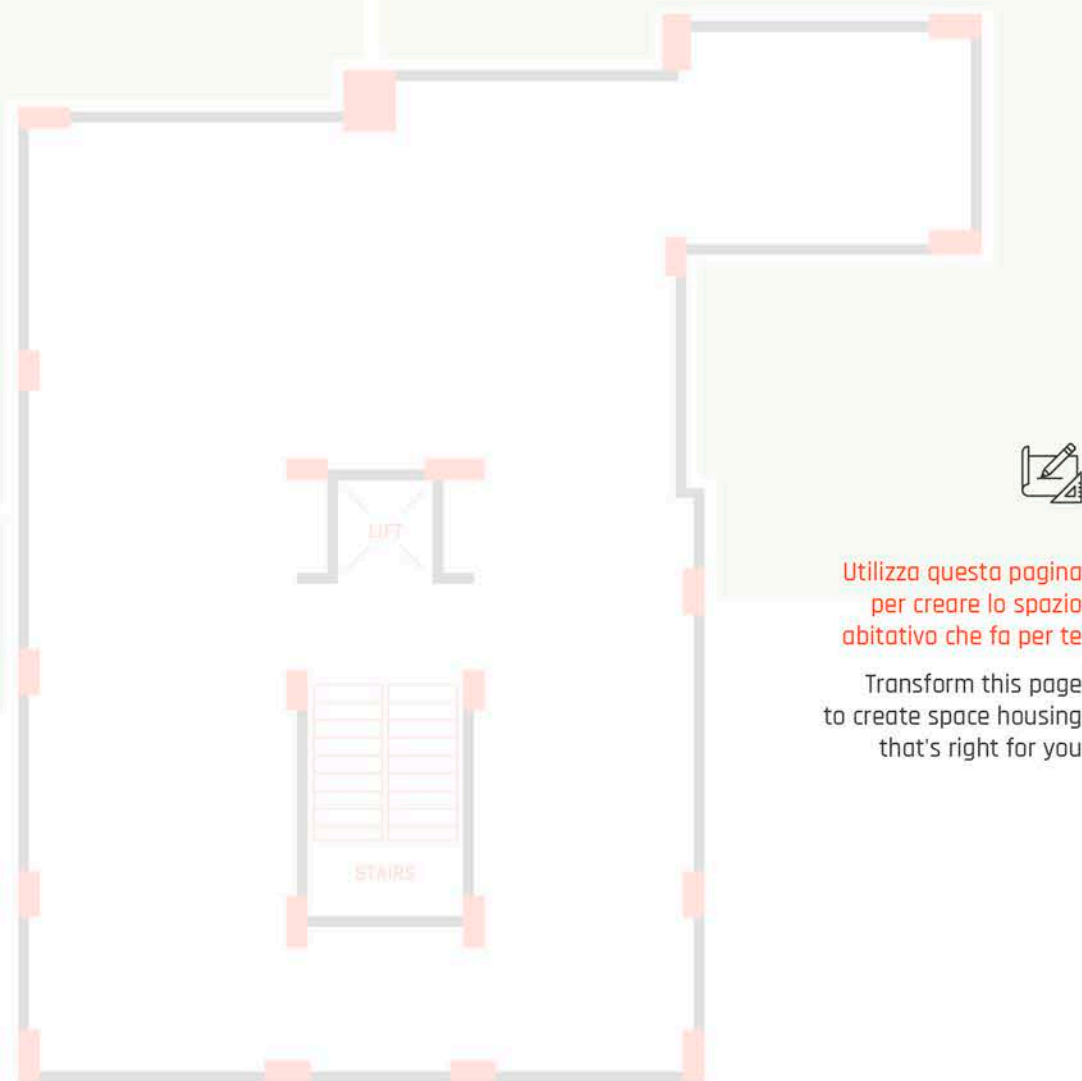 LIFT
STAIRS
Utilizza questa pagina
per creare lo spazio
abitativo che fa per te
Transform this page
to create space housing
that's right for you